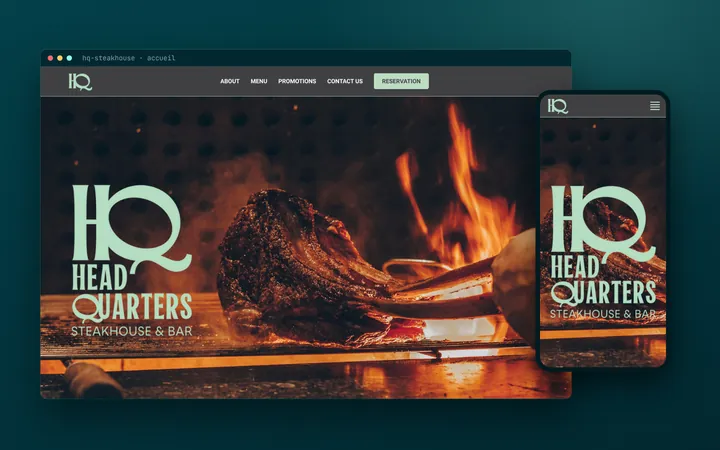 hq-steakhouse - accueil
HQ
ABOUT
MENU
PROMOTIONS
CONTACT US
RESERVATION
HQ
HEAD
QUARTERS
STEAKHOUSE & BAR
HQ
HQ
HEAD
QUARTERS
STEAKHOUSE & BAR